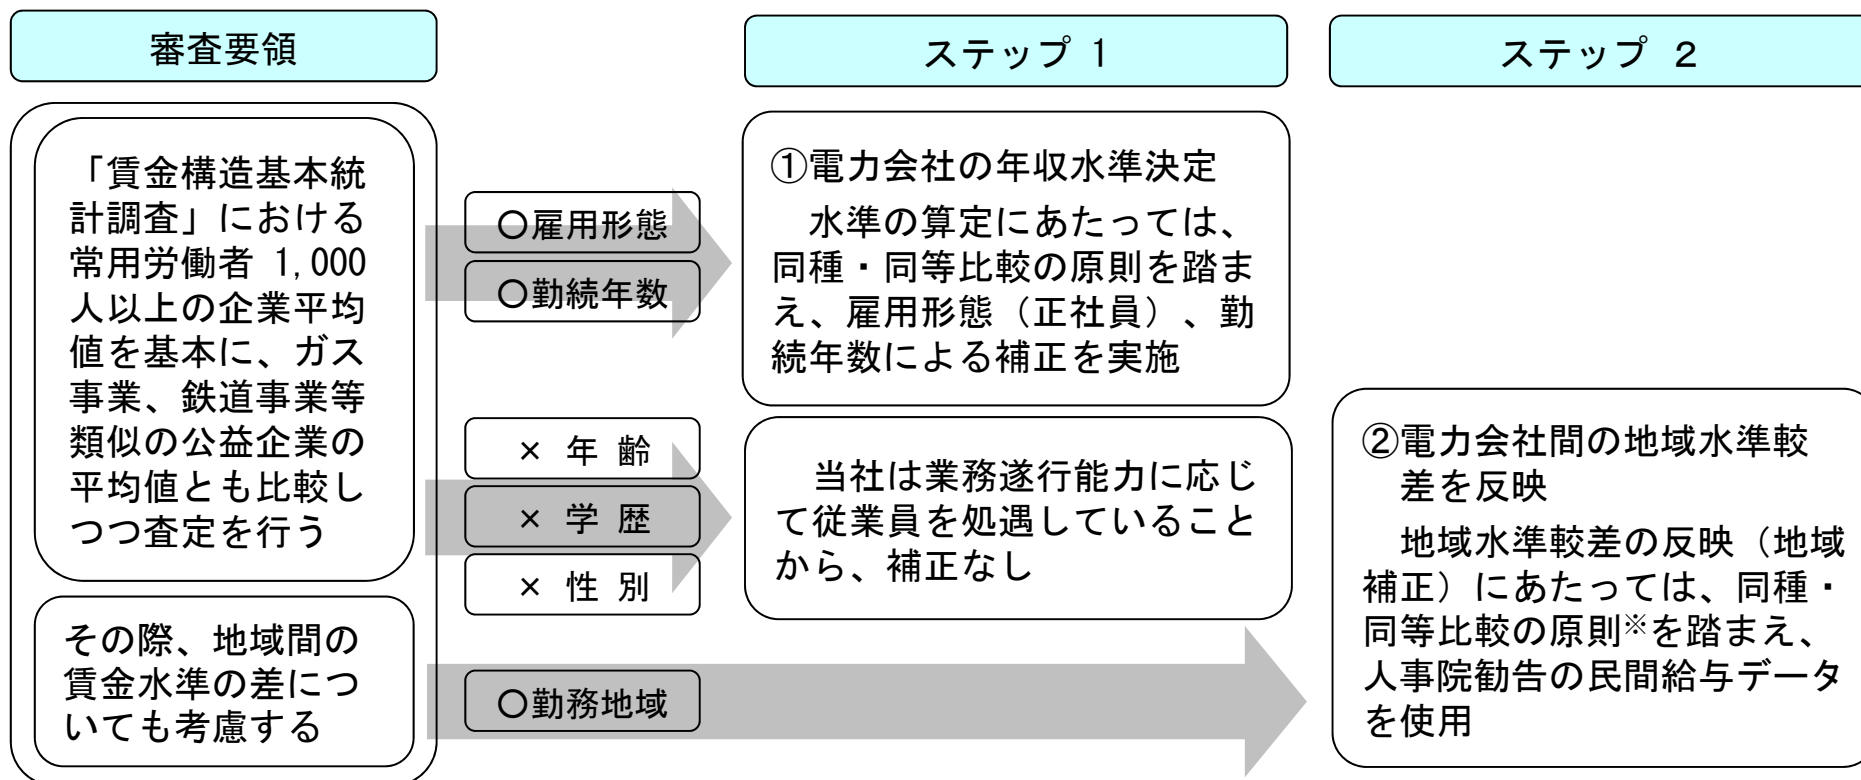 審査要領
「賃金構造基本統
計調査」における
常用労働者 1,000
人以上の企業平均
値を基本に、ガス
事業、鉄道事業等
類似の公益企業の
平均値とも比較し
つつ査定を行う
その際、地域間の
賃金水準の差につ
いても考慮する
○雇用形態
○勤続年数
× 年 齢
× 学 歴
× 性 別
○勤務地域
ステップ 1
①電力会社の年収水準決定
水準の算定にあたっては、
同種・同等比較の原則を踏ま
え、雇用形態（正社員）、勤
続年数による補正を実施
当社は業務遂行能力に応じ
て従業員を処遇していること
から、補正なし
ステップ ２
②電力会社間の地域水準較
差を反映
地域水準較差の反映（地域
補正）にあたっては、同種・
同等比較の原則※を踏まえ、
人事院勧告の民間給与データ
を使用